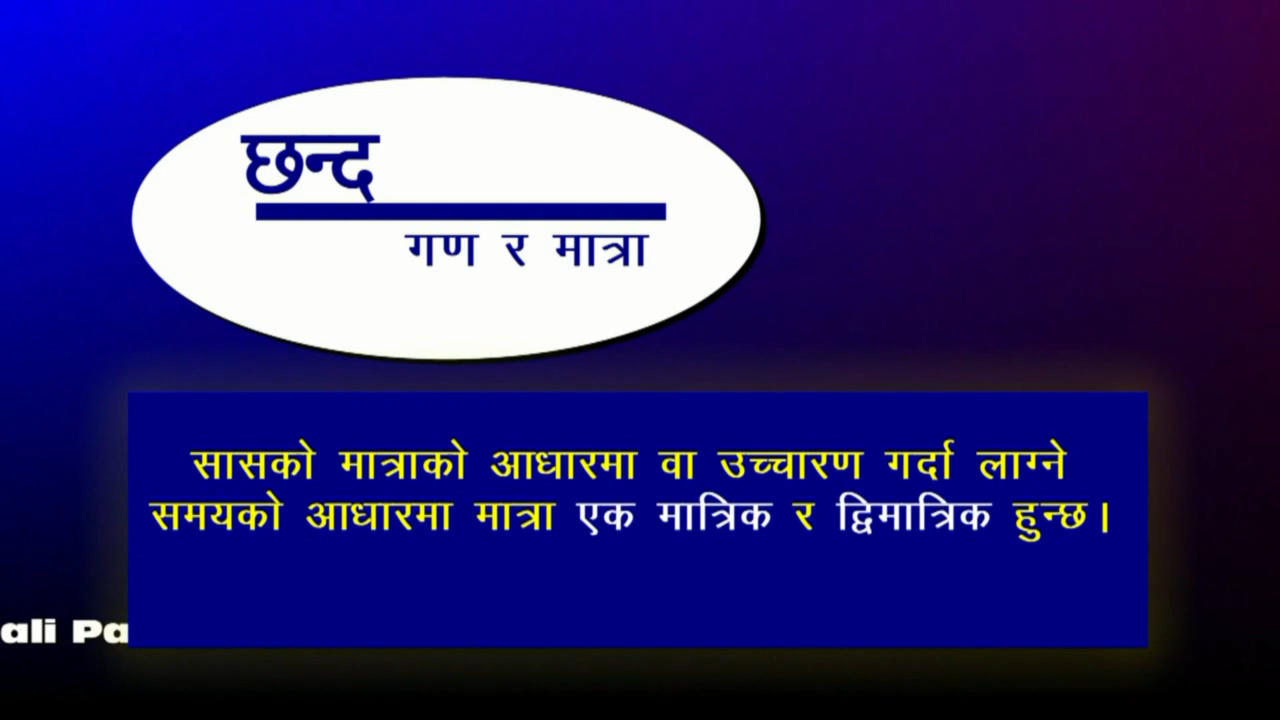 छन्द
गण र मात्रा
सासको मात्राको आधारमा वा उच्चारण गर्दा लाग्ने
समयको आधारमा मात्रा एक मात्रिक र द्विमात्रिक हुन्छ।
ali Pa